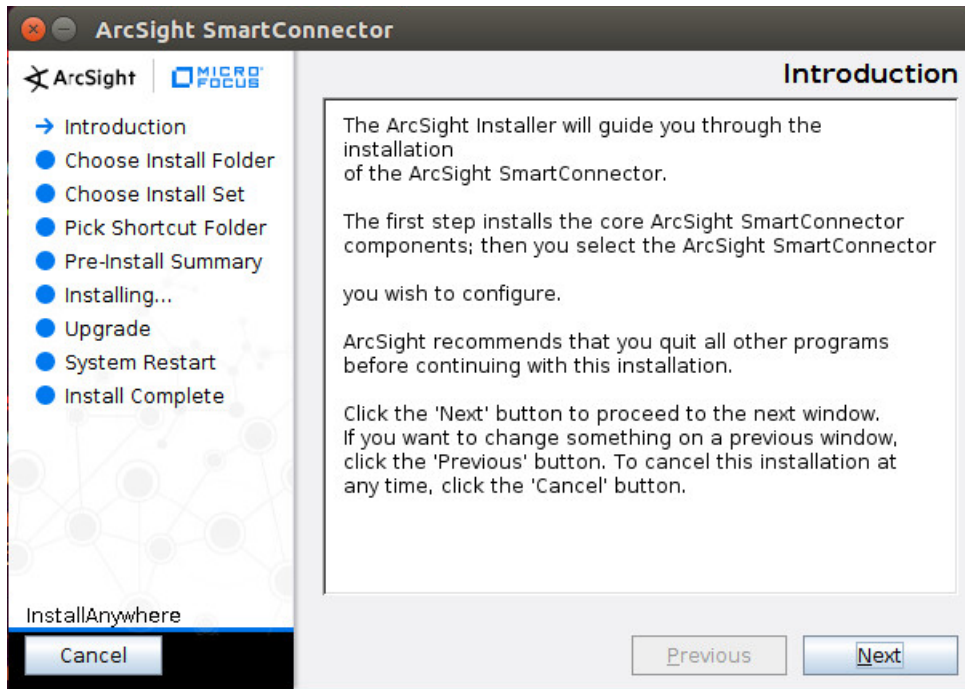 ArcSight SmartConnector
ArcSight
MICRO
FOCUS
Introduction
Introduction
Choose Install Folder
Choose Install Set
Pick Shortcut Folder
Pre-Install Summary
Installing...
Upgrade
System Restart
Install Complete
The ArcSight Installer will guide you through the
installation
of the ArcSight SmartConnector.
The first step installs the core ArcSight SmartConnector
components; then you select the ArcSight SmartConnector
you wish to configure.
ArcSight recommends that you quit all other programs
before continuing with this installation.
Click the 'Next' button to proceed to the next window.
If you want to change something on a previous window,
click the 'Previous' button. To cancel this installation at
any time, click the 'Cancel' button.
InstallAnywhere
Cancel
Previous
Next